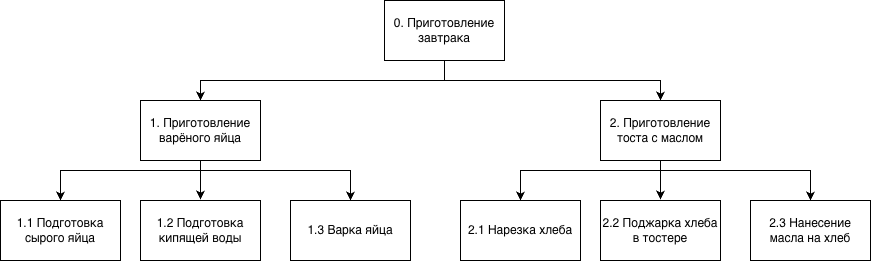 0. Приготовление
завтрака
1. Приготовление
варёного яйца
2. Приготовление
тоста с маслом
1.1 Подготовка
сырого яйца
1.2 Подготовка
кипящей воды
1.3 Варка яйца
2.1 Нарезка хлеба
2.2 Поджарка хлеба
в тостере
2.3 Нанесение
масла на хлеб